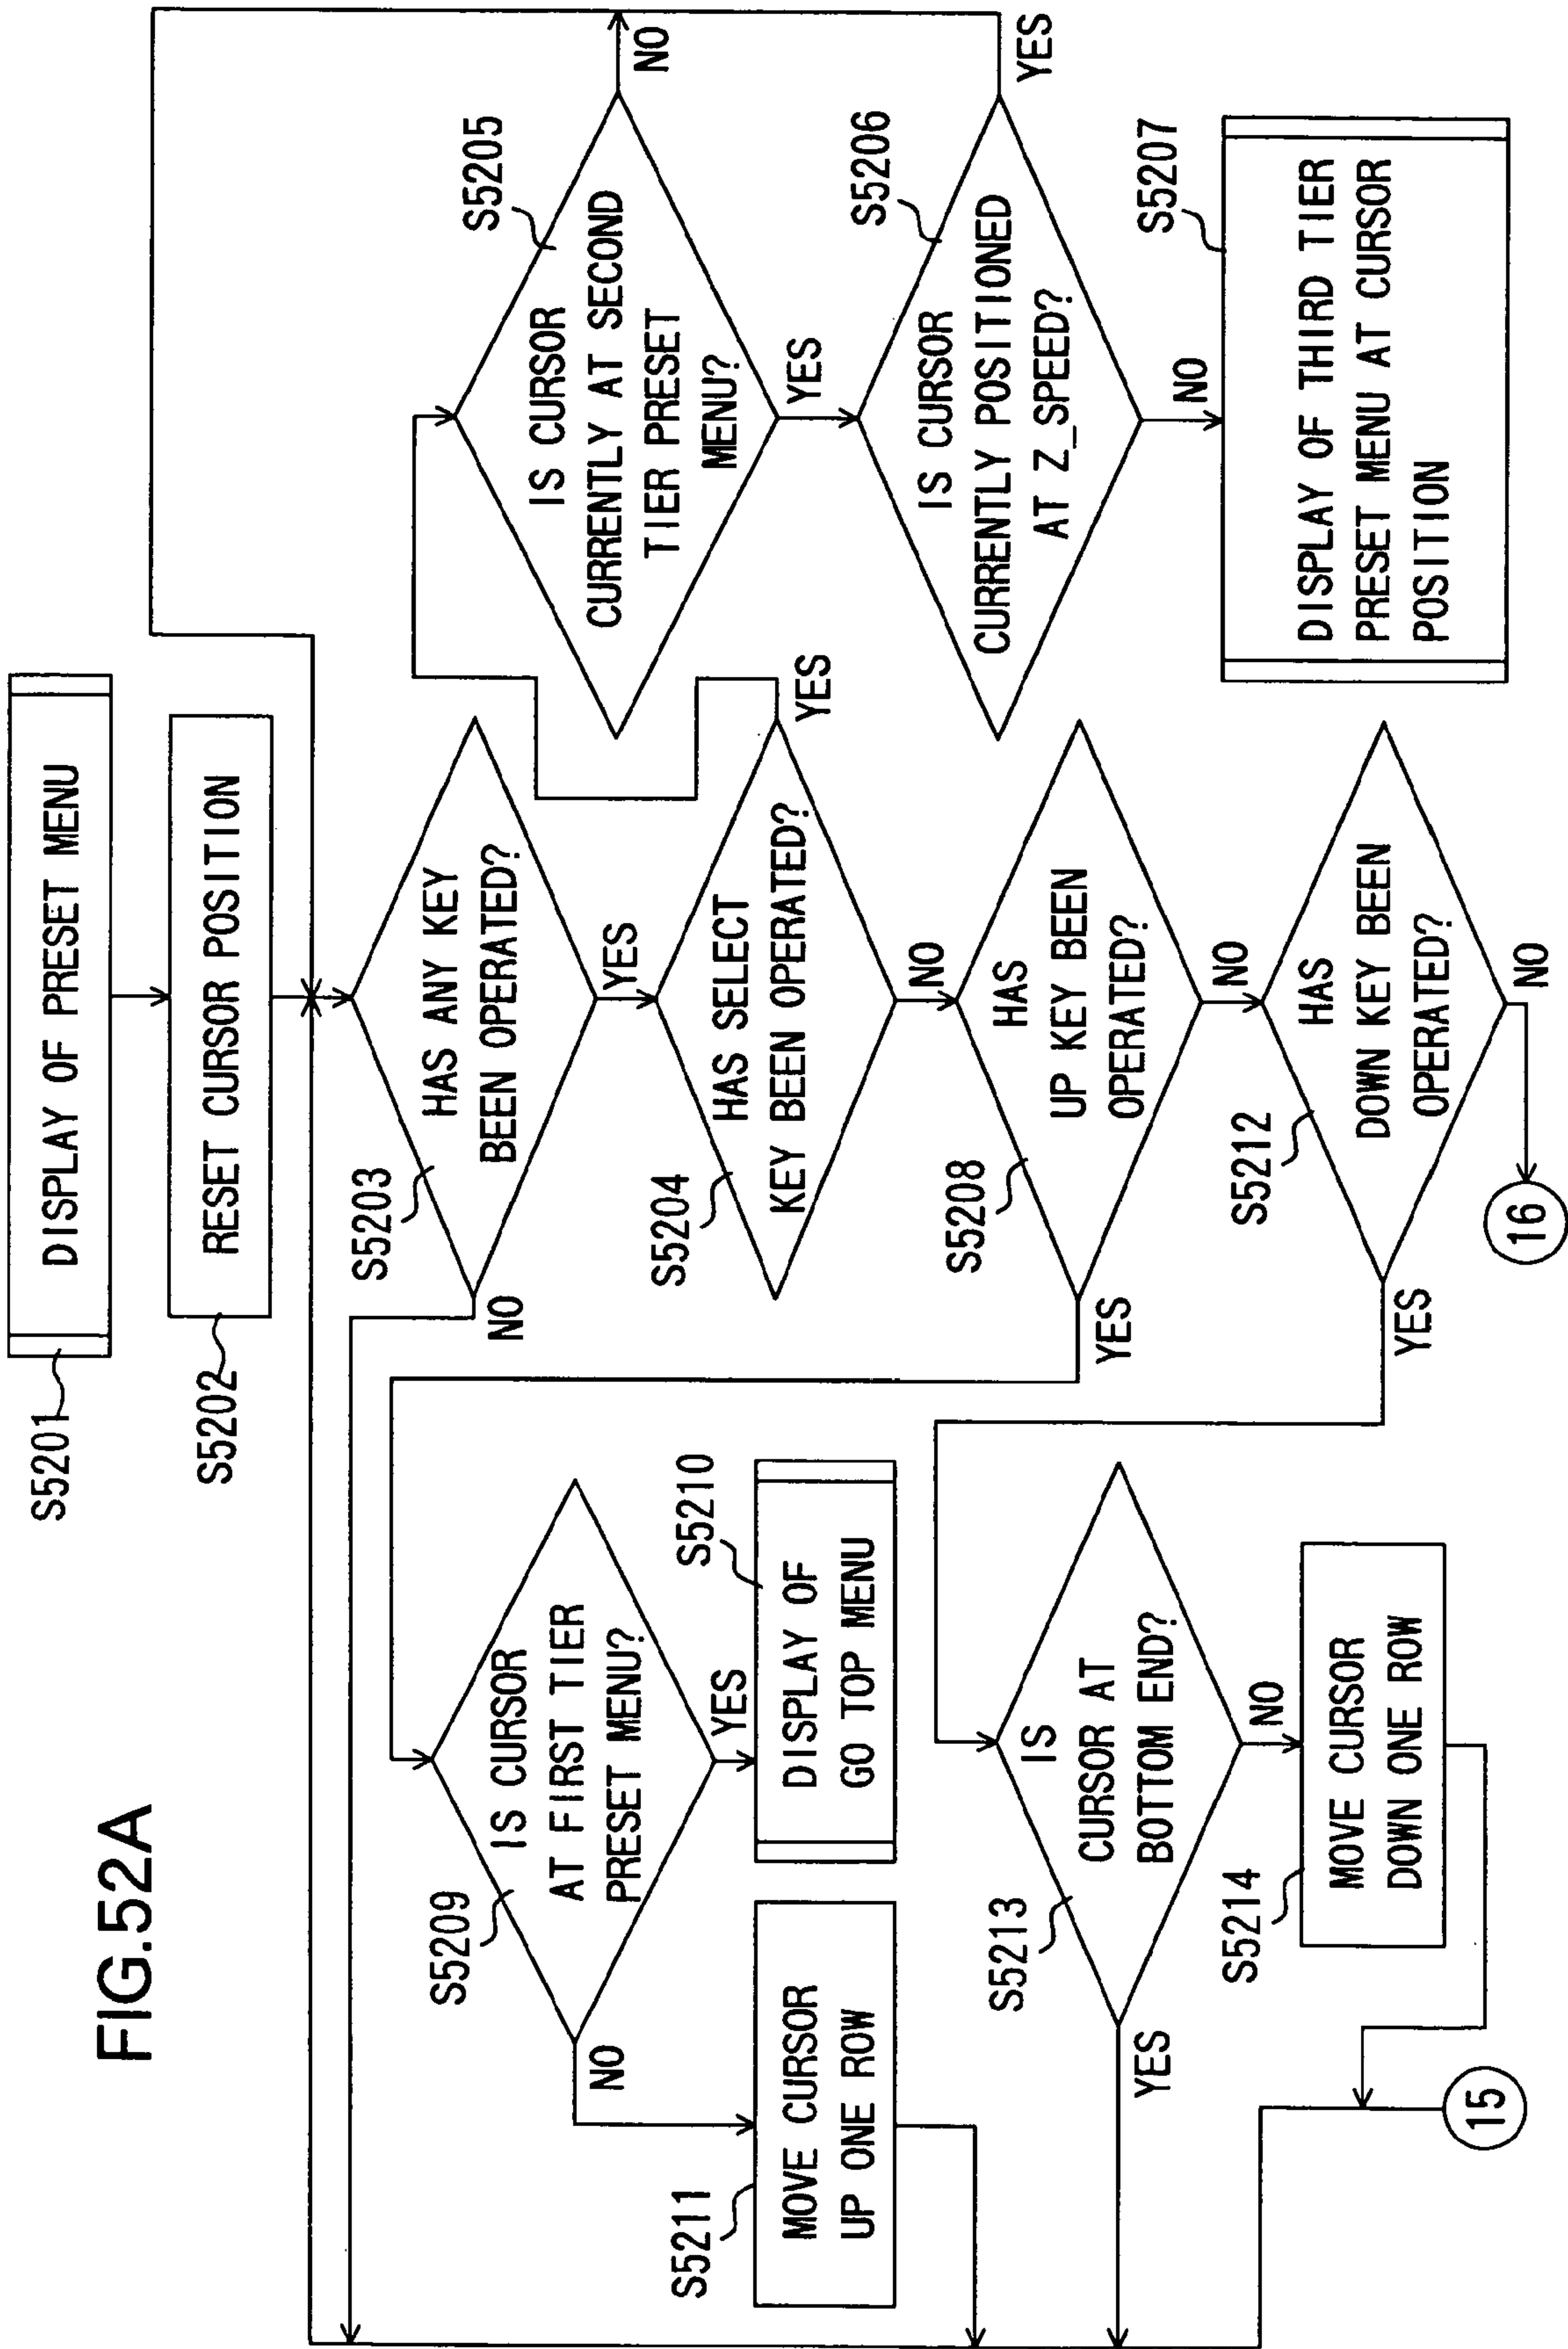 FIG.52A
S5201
DISPLAY OF PRESET MENU
S5202
RESET CURSOR POSITION
S5203
HAS ANY KEY
BEEN OPERATED?
NO
YES
S5204
HAS SELECT
KEY BEEN OPERATED?
YES
NO
S5205
IS CURSOR
CURRENTLY AT SECOND
TIER PRESET
MENU?
NO
YES
S5206
IS CURSOR
CURRENTLY POSITIONED
AT Z_SPEED?
YES
NO
S5207
DISPLAY OF THIRD TIER
PRESET MENU AT CURSOR
POSITION
S5208
HAS
UP KEY BEEN
OPERATED?
YES
NO
S5209
IS CURSOR
AT FIRST TIER
PRESET MENU?
NO
YES
S5210
DISPLAY OF
GO TOP MENU
S5211
MOVE CURSOR
UP ONE ROW
S5212
HAS
DOWN KEY BEEN
OPERATED?
YES
NO
16
S5213
IS
CURSOR AT
BOTTOM END?
YES
NO
S5214
MOVE CURSOR
DOWN ONE ROW
15